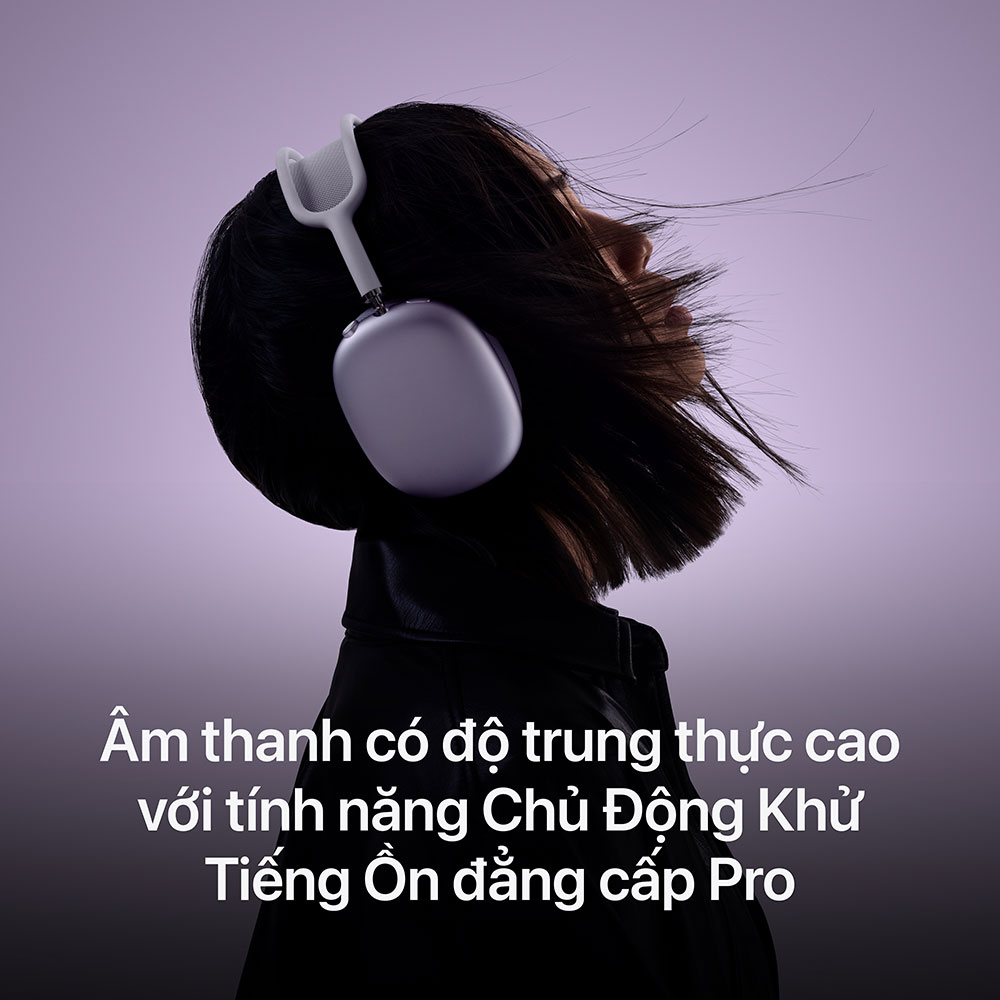 Âm thanh có độ trung thực cao
với tính năng Chủ Động Khử
Tiếng Ồn đẳng cấp Pro